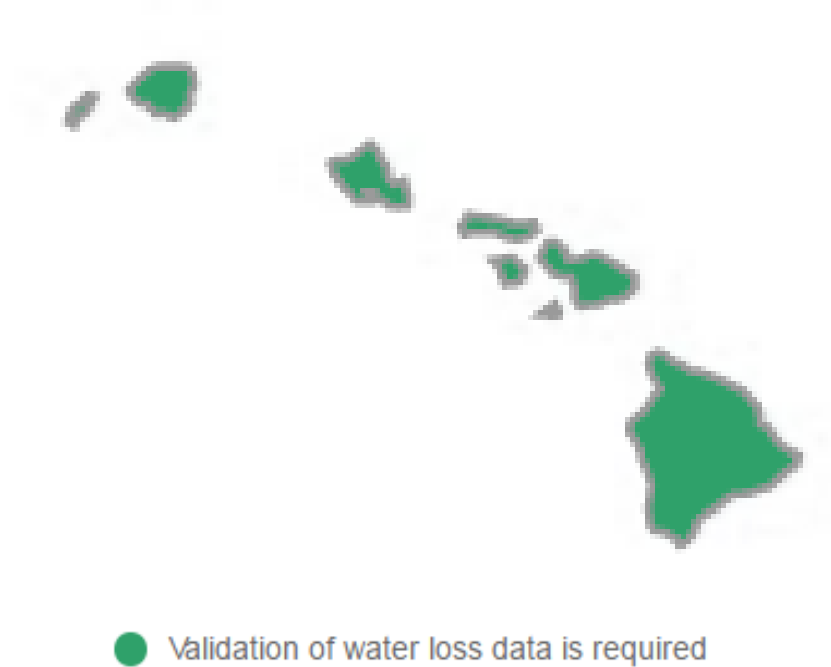 Validation of water loss data is required